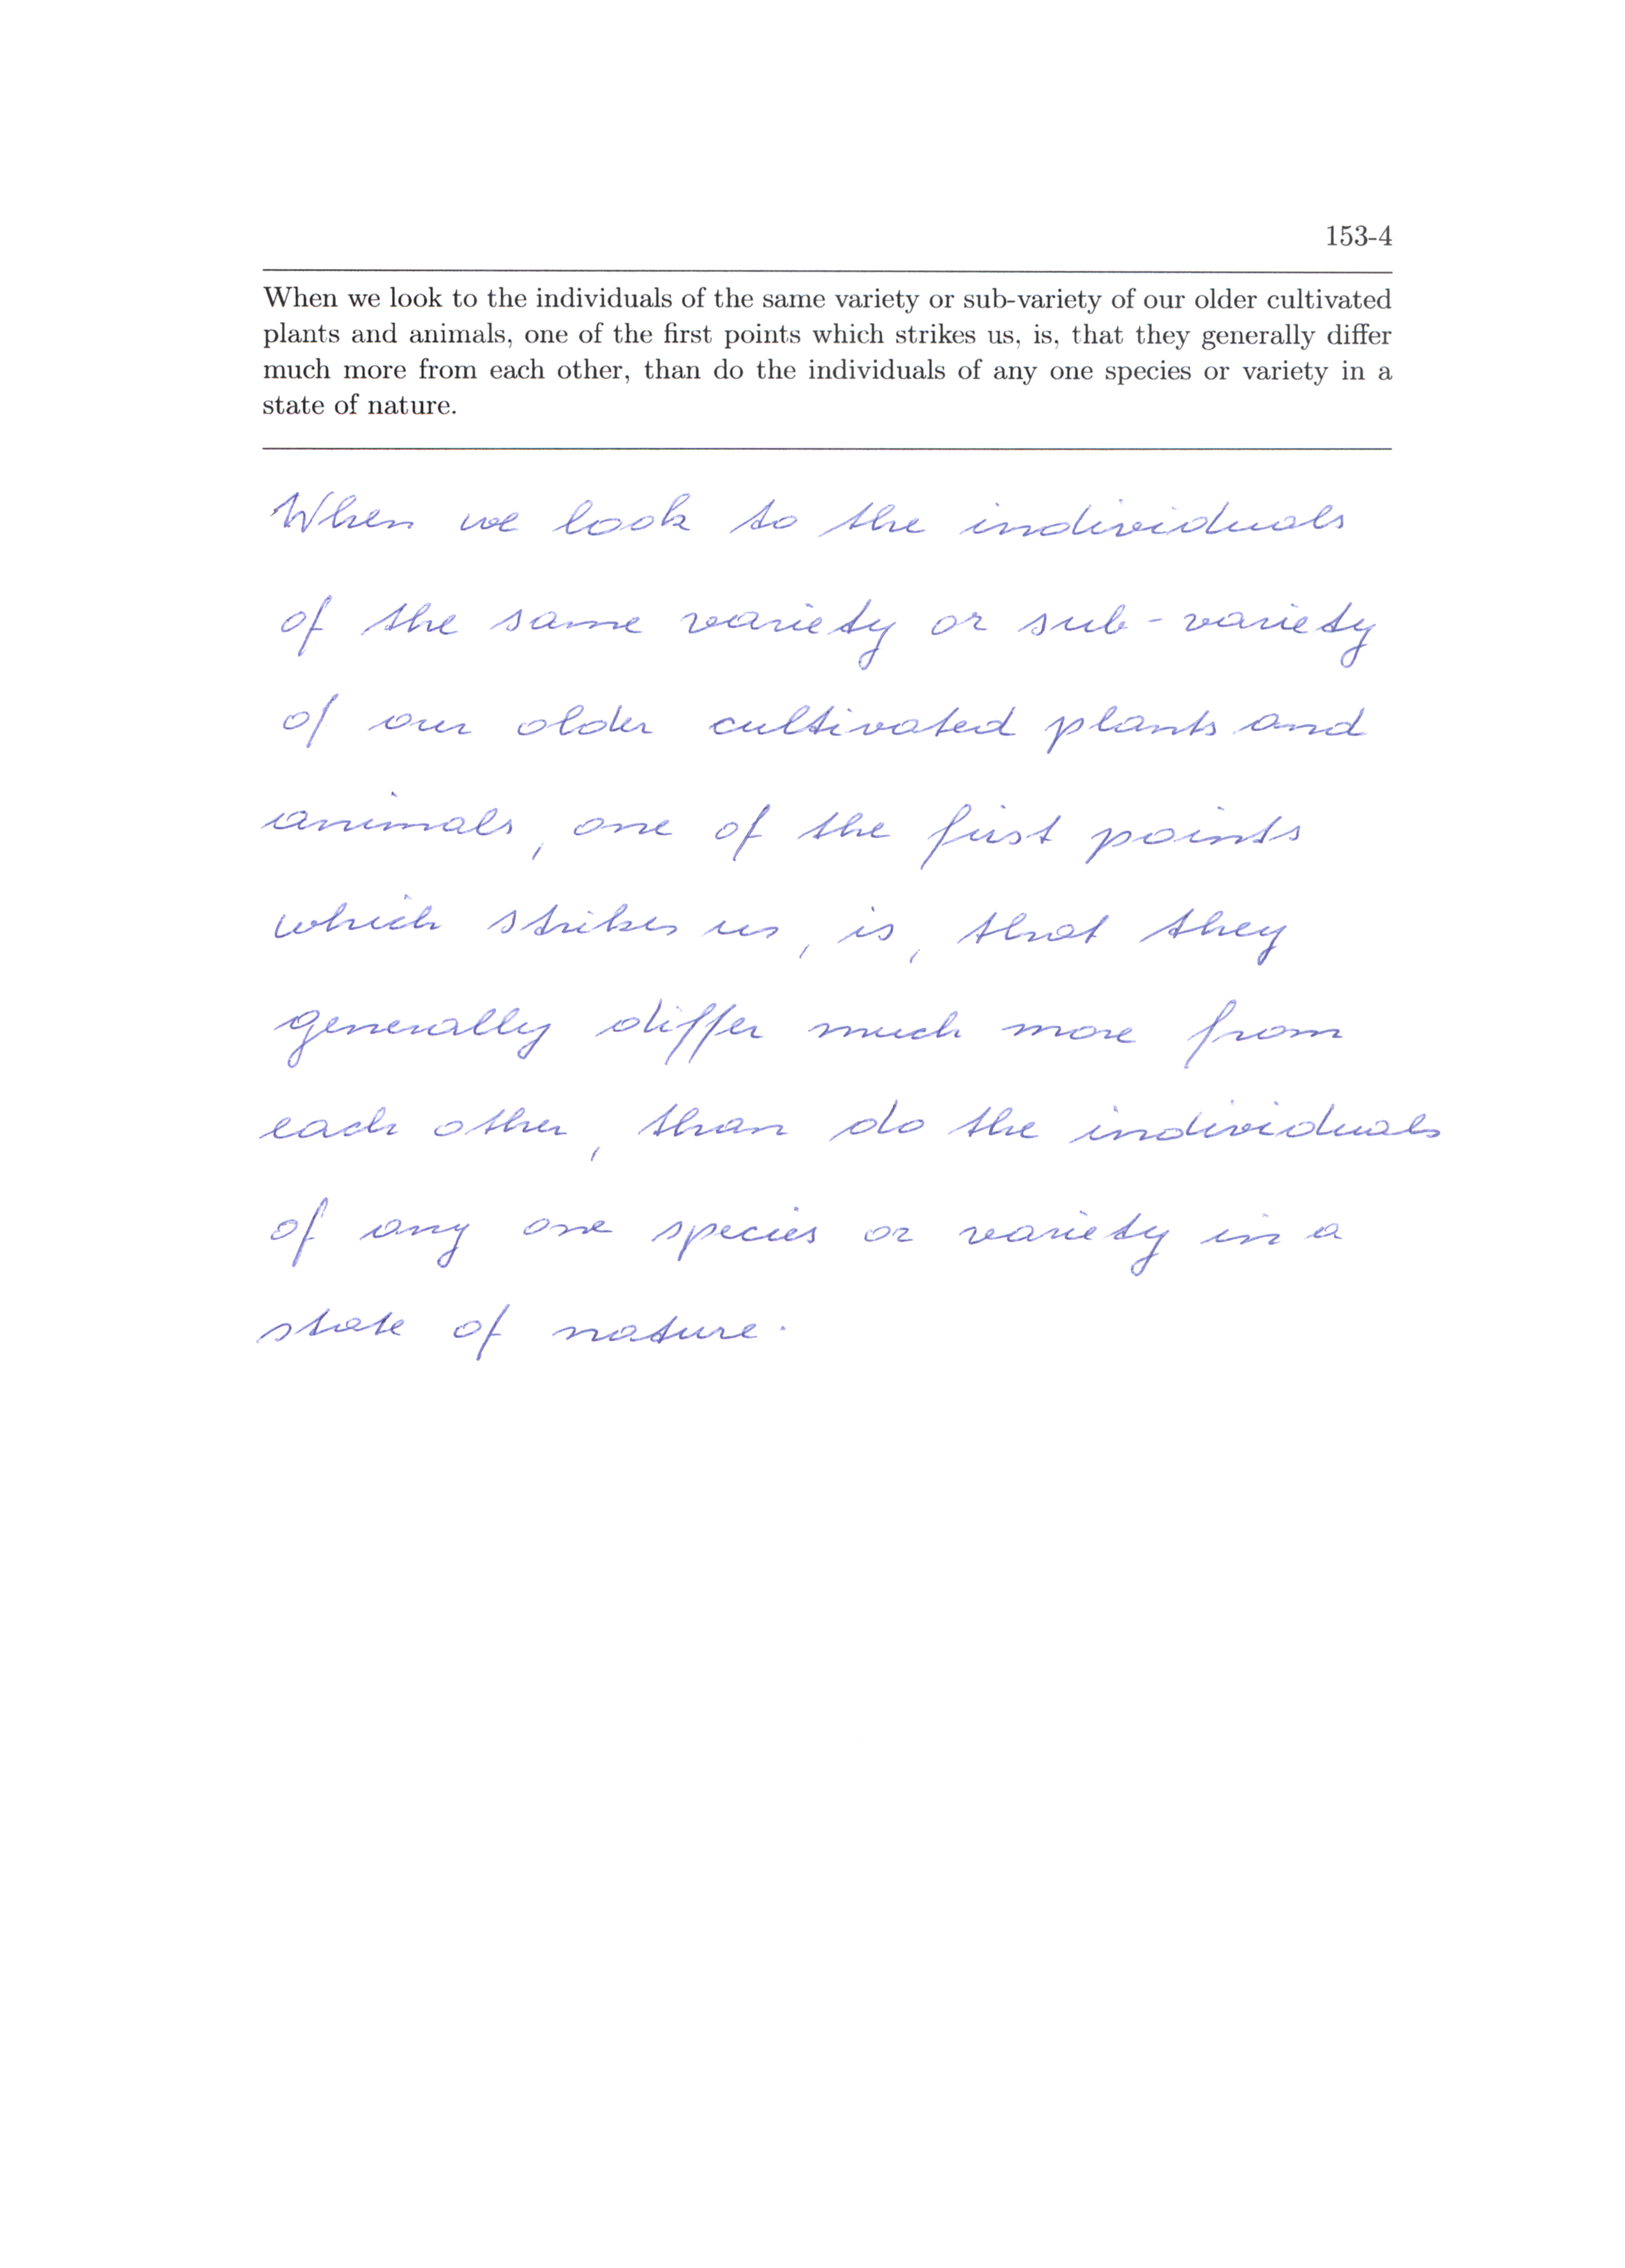 153-4
When we look to the individuals of the same variety or sub-variety of our older cultivated
plants and animals, one of the first points which strikes us, is, that they generally differ
much more from each other, than do the individuals of any one species or variety in a
state of nature.
When we look to the individuals
of the same variety or sub-variety
of our older cultivated plants and
animals, one of the first points
which strikes us, is, that they
generally differ much more from
each other, than do the individuals
of any one species or variety in a
state of nature.